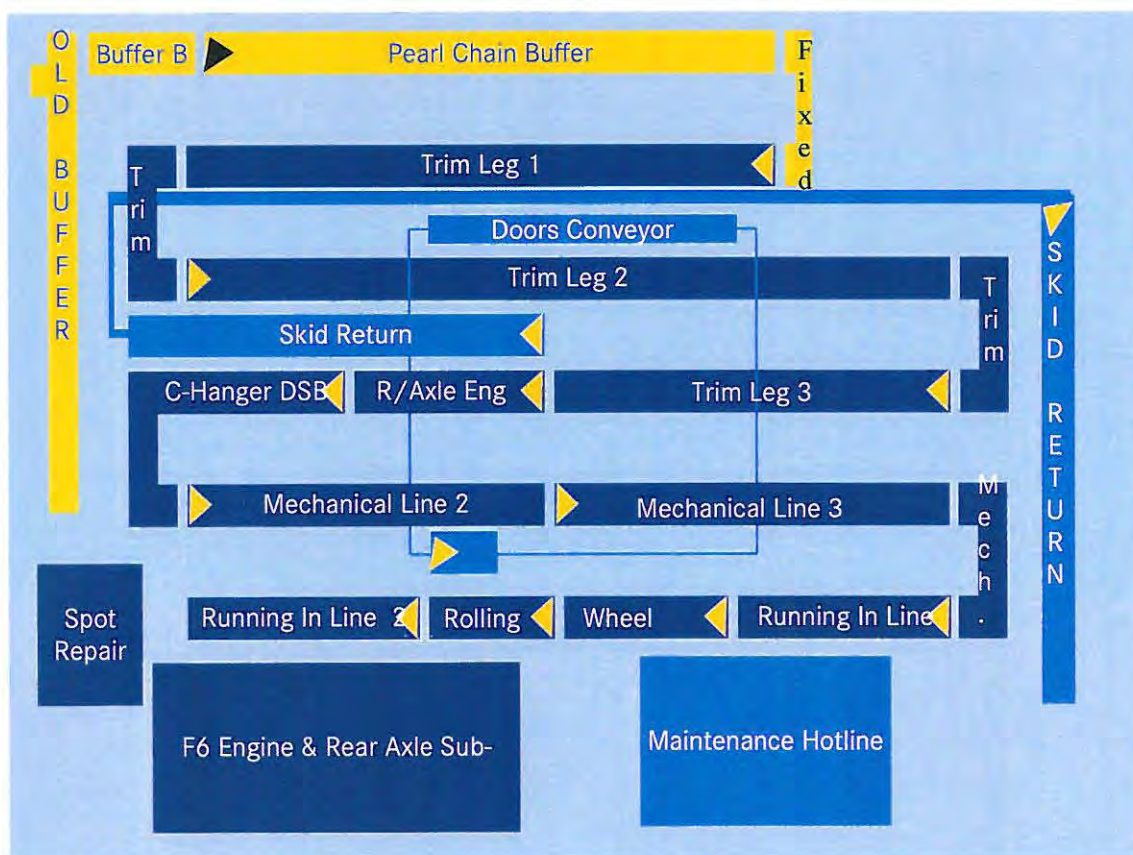 OLD BUFFER
Buffer B
Pearl Chain Buffer
Fixed
Trim Leg 1
Trim
Doors Conveyor
Trim Leg 2
Trim
SKID RETURN
Skid Return
C-Hanger DSB
R/Axle Eng
Trim Leg 3
Mechanical Line 2
Mechanical Line 3
Mech.
Spot
Repair
Running In Line 2
Rolling
Wheel
Running In Line
F6 Engine & Rear Axle Sub-
Maintenance Hotline